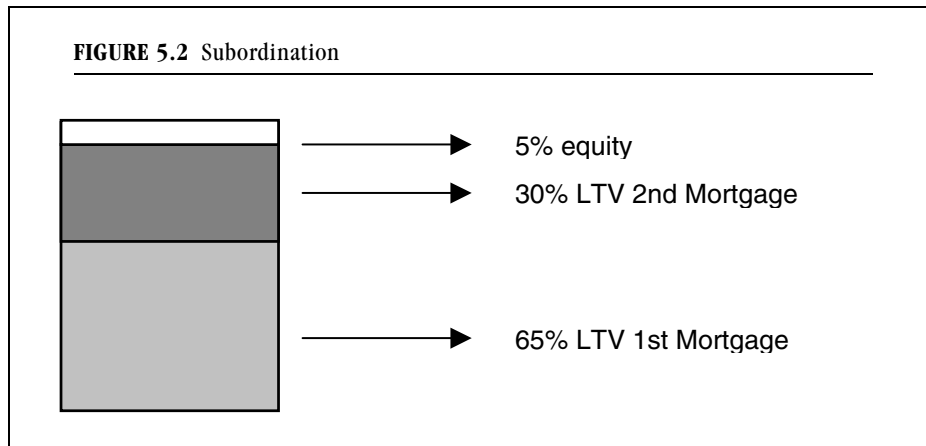 FIGURE 5.2 Subordination
5% equity
30% LTV 2nd Mortgage
65% LTV 1st Mortgage